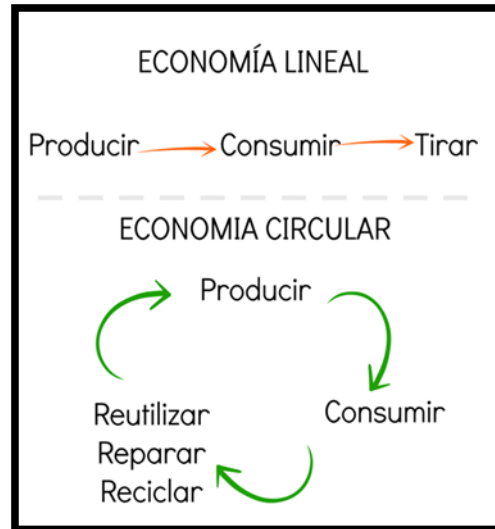 ECONOMÍA LINEAL
Producir Consumir Tirar
ECONOMIA CIRCULAR
Producir
Consumir
Reutilizar
Reparar
Reciclar